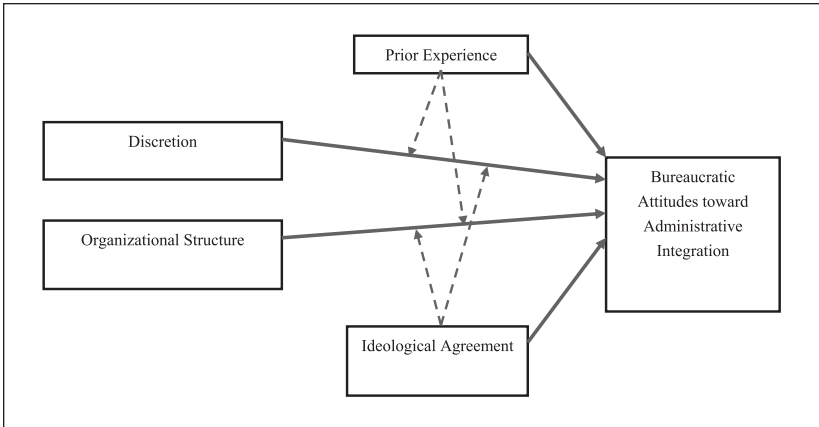 Prior Experience
Discretion
Bureaucratic
Attitudes toward
Administrative
Integration
Organizational Structure
Ideological Agreement